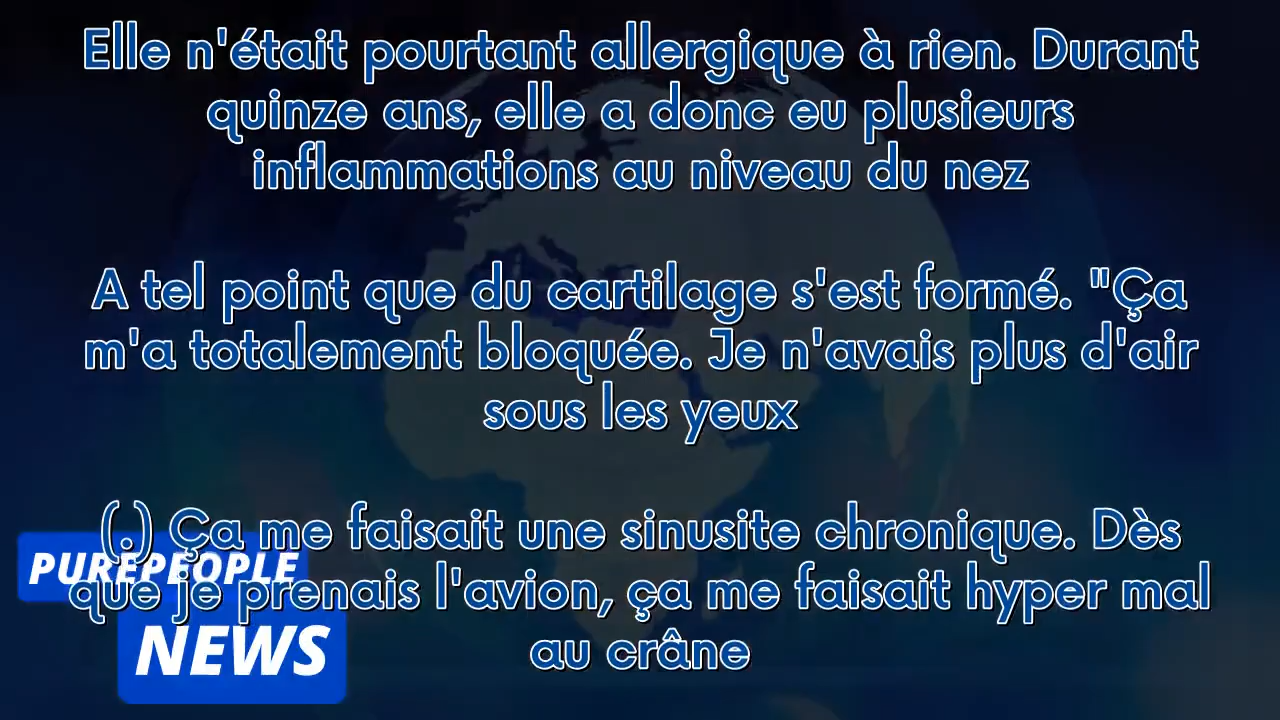 Elle n'était pourtant allergique à rien. Durant
quinze ans, elle a donc eu plusieurs
inflammations au niveau du nez
A tel point que du cartilage s'est formé. "Ça
m'a totalement bloquée. Je n'avais plus d'air
sous les yeux
(.) Ça me faisait une sinusite chronique. Dès
que je prenais l'avion, ça me faisait hyper mal
au crâne
PUREPEOPLE
NEWS